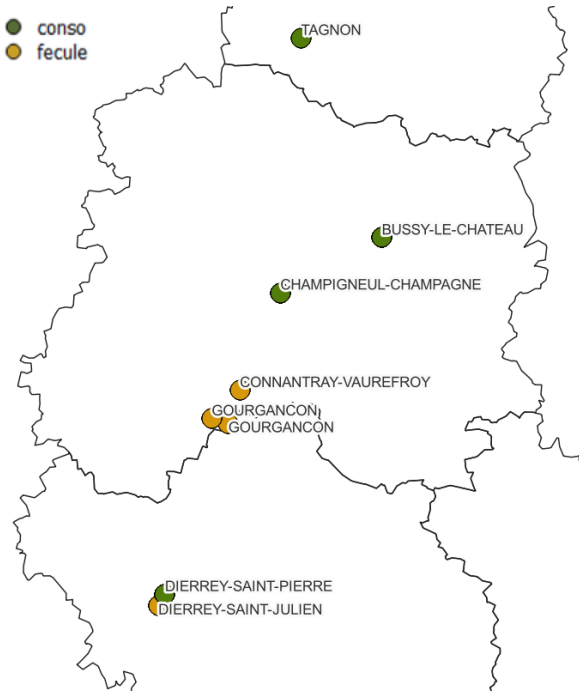 conso
fecule
TAGNON
BUSSY-LE-CHATEAU
CHAMPIGNEUL-CHAMPAGNE
CONNANTRAY-VAUREFROY
GOURGANCON
GOURGANCON
DIERREY-SAINT-PIERRE
DIERREY-SAINT-JULIEN